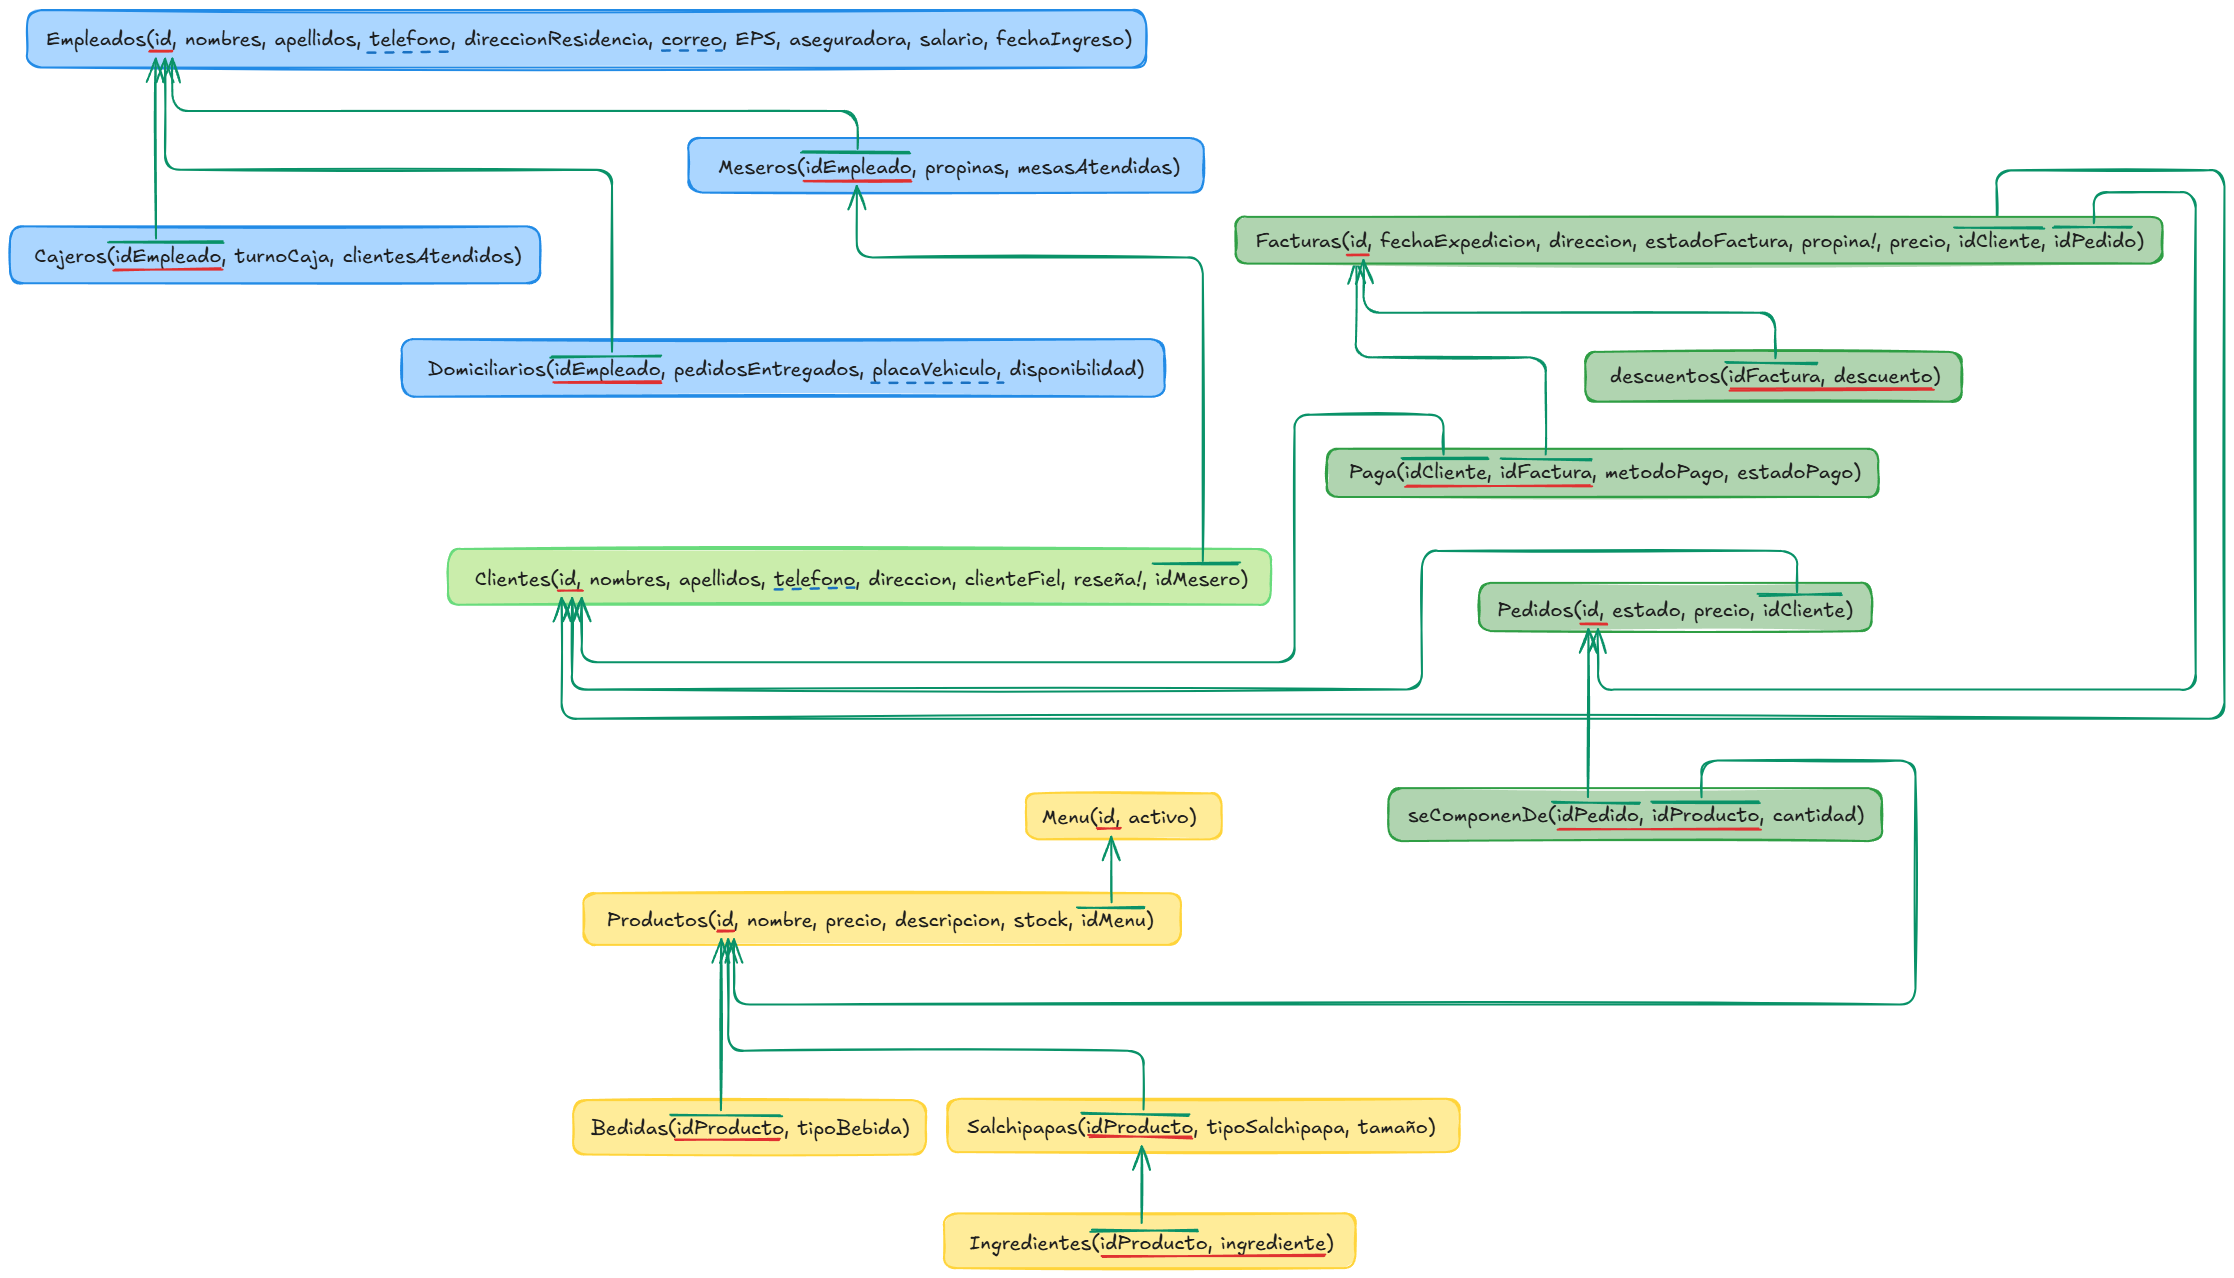 Empleados(id, nombres, apellidos, telefono, direccionResidencia, correo, EPS, aseguradora, salario, fechaIngreso)
Meseros(idEmpleado, propinas, mesasAtendidas)
Cajeros(idEmpleado, turnoCaja, clientesAtendidos)
Facturas(id, fechaExpedicion, direccion, estadoFactura, propina!, precio, idCliente, idPedido)
Domiciliarios(idEmpleado, pedidosEntregados, placaVehiculo, disponibilidad)
descuentos(idFactura, descuento)
Paga(idCliente, idFactura, metodoPago, estadoPago)
Clientes(id, nombres, apellidos, telefono, direccion, clienteFiel, reseña!, idMesero)
Pedidos(id, estado, precio, idCliente)
Menu(id, activo)
seComponenDe(idPedido, idProducto, cantidad)
Productos(id, nombre, precio, descripcion, stock, idMenu)
Bedidas(idProducto, tipoBebida)
Salchipapas(idProducto, tipoSalchipapa, tamaño)
Ingredientes(idProducto, ingrediente)